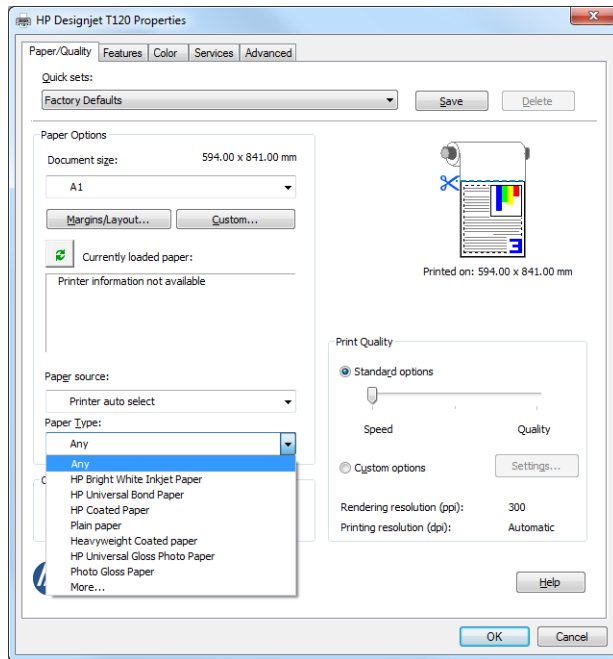 HP Designjet T120 Properties
Paper/Quality Features Color Services Advanced
Quick sets:
Factory Defaults
Save
Delete
Paper Options
Document size:
594.00 x 841.00 mm
A1
Margins/Layout...
Custom...
Currently loaded paper:
Printer information not available
Printed on: 594.00 x 841.00 mm
Paper source:
Printer auto select
Paper Type:
Any
Any
HP Bright White Inkjet Paper
HP Universal Bond Paper
HP Coated Paper
Plain paper
Heavyweight Coated paper
HP Universal Gloss Photo Paper
Photo Gloss Paper
More...
Print Quality
Standard options
Speed
Quality
Custom options
Settings...
Rendering resolution (ppi): 300
Printing resolution (dpi): Automatic
Help
OK
Cancel